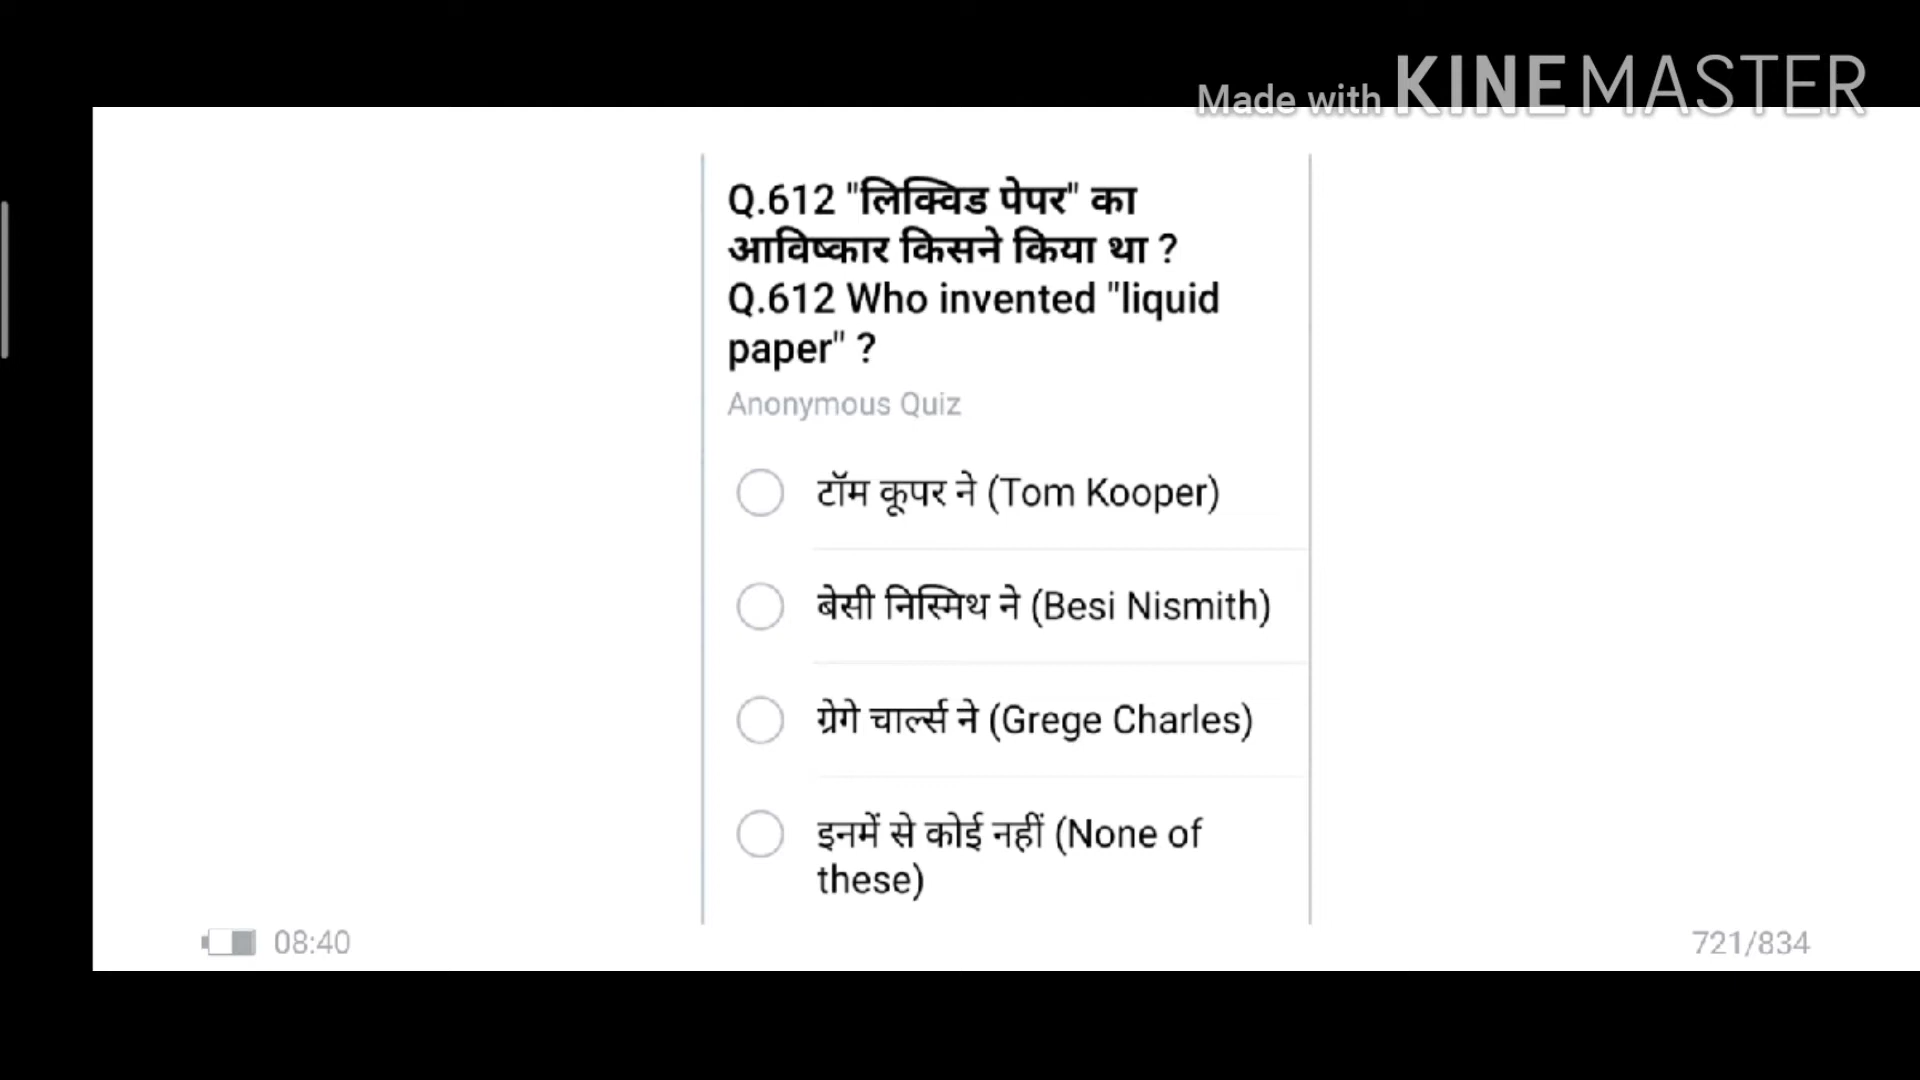 Made with KINEMASTER
Q.612 "लिक्विड पेपर" का
आविष्कार किसने किया था ?
Q.612 Who invented "liquid
paper" ?
Anonymous Quiz
टॉम कूपर ने (Tom Kooper)
बेसी निस्मिथ ने (Besi Nismith)
ग्रेगे चार्ल्स ने (Grege Charles)
इनमें से कोई नहीं (None of
these)
08:40
721/834